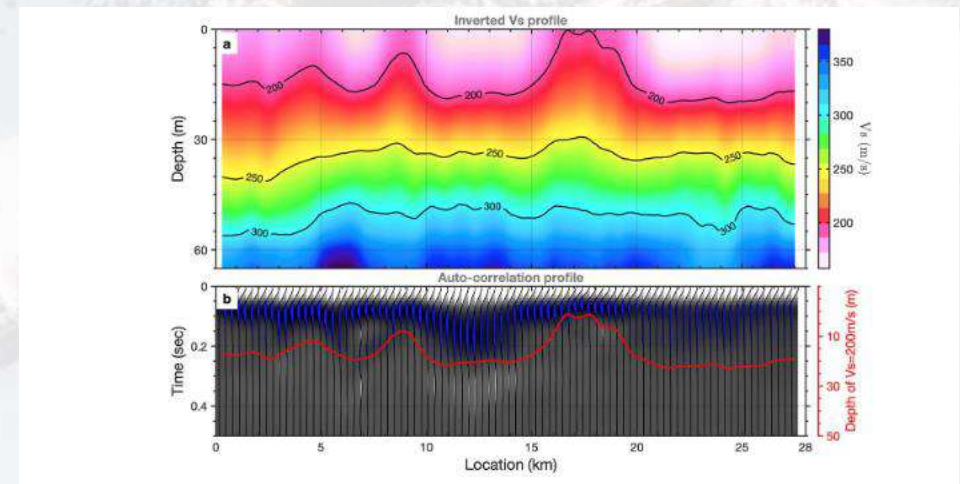 Inverted Vs profile
a
0
30
60
Depth (m)
200
200
200
250
250
250
300
300
300
350
300
250
200
Vs (m/s)
Auto-correlation profile
b
0
0.2
0.4
Time (sec)
10
30
50
Depth of Vs=200m/s (m)
0 5 10 15 20 25 28
Location (km)